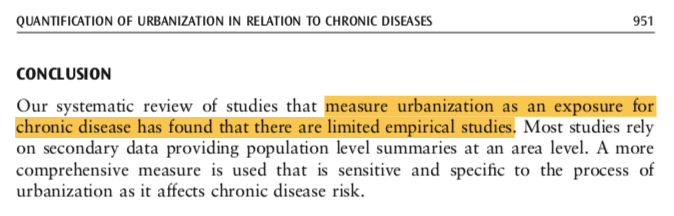 QUANTIFICATION OF URBANIZATION IN RELATION TO CHRONIC DISEASES 951
CONCLUSION
Our systematic review of studies that measure urbanization as an exposure for
chronic disease has found that there are limited empirical studies. Most studies rely
on secondary data providing population level summaries at an area level. A more
comprehensive measure is used that is sensitive and specific to the process of
urbanization as it affects chronic disease risk.